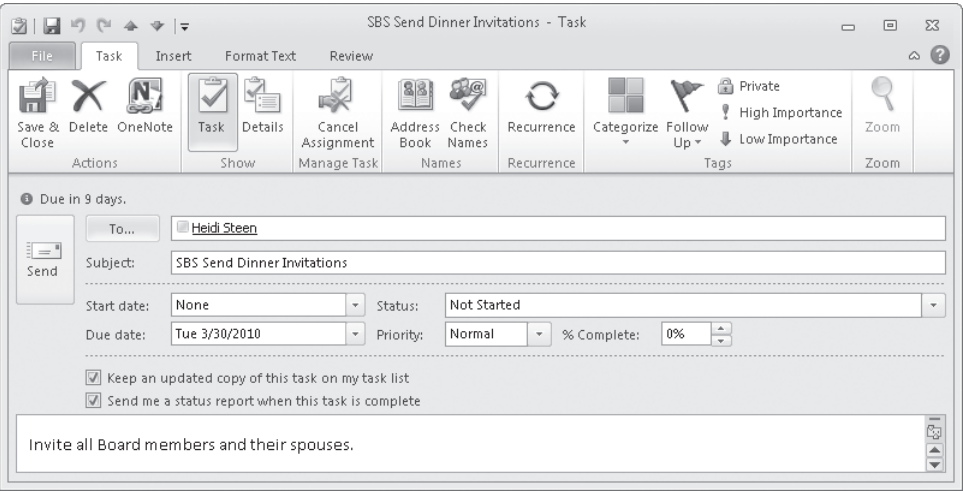 SBS Send Dinner Invitations - Task
File Task Insert Format Text Review
Save & Close Delete OneNote Task Details Cancel Assignment Address Book Check Names Recurrence Categorize Follow Up Private
High Importance
Low Importance
Zoom
Actions Show Manage Task Names Recurrence Tags Zoom
Due in 9 days.
To... Heidi Steen
Send
Subject: SBS Send Dinner Invitations
Start date: None Status: Not Started
Due date: Tue 3/30/2010 Priority: Normal % Complete: 0%
Keep an updated copy of this task on my task list
Send me a status report when this task is complete
Invite all Board members and their spouses.